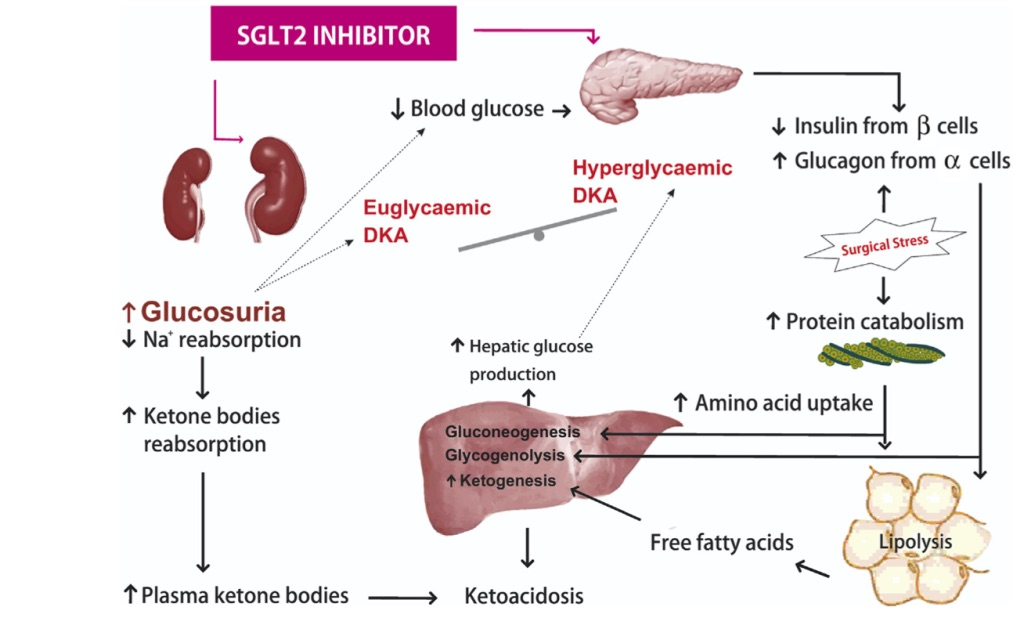 SGLT2 INHIBITOR
↓ Blood glucose →
↓ Insulin from β cells
↑ Glucagon from α cells
Hyperglycaemic
DKA
Euglycaemic
DKA
Surgical Stress
↑ Glucosuria
↓ Na⁺ reabsorption
↑ Protein catabolism
↑ Hepatic glucose
production
↑ Ketone bodies
reabsorption
↑ Amino acid uptake
Gluconeogenesis
Glycogenolysis
↑ Ketogenesis
Free fatty acids
Lipolysis
↑ Plasma ketone bodies
Ketoacidosis